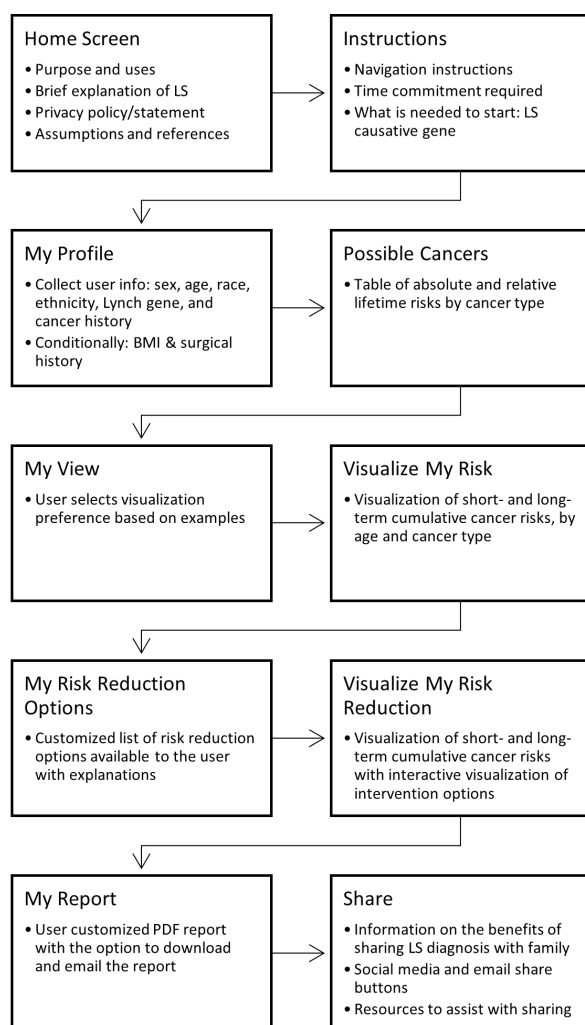 Home Screen
• Purpose and uses
• Brief explanation of LS
• Privacy policy/statement
• Assumptions and references
Instructions
• Navigation instructions
• Time commitment required
• What is needed to start: LS
causative gene
My Profile
• Collect user info: sex, age, race,
ethnicity, Lynch gene, and
cancer history
• Conditionally: BMI & surgical
history
Possible Cancers
• Table of absolute and relative
lifetime risks by cancer type
My View
• User selects visualization
preference based on examples
Visualize My Risk
• Visualization of short- and long-
term cumulative cancer risks, by
age and cancer type
My Risk Reduction
Options
• Customized list of risk reduction
options available to the user
with explanations
Visualize My Risk
Reduction
• Visualization of short- and long-
term cumulative cancer risks
with interactive visualization of
intervention options
My Report
• User customized PDF report
with the option to download
and email the report
Share
• Information on the benefits of
sharing LS diagnosis with family
• Social media and email share
buttons
• Resources to assist with sharing